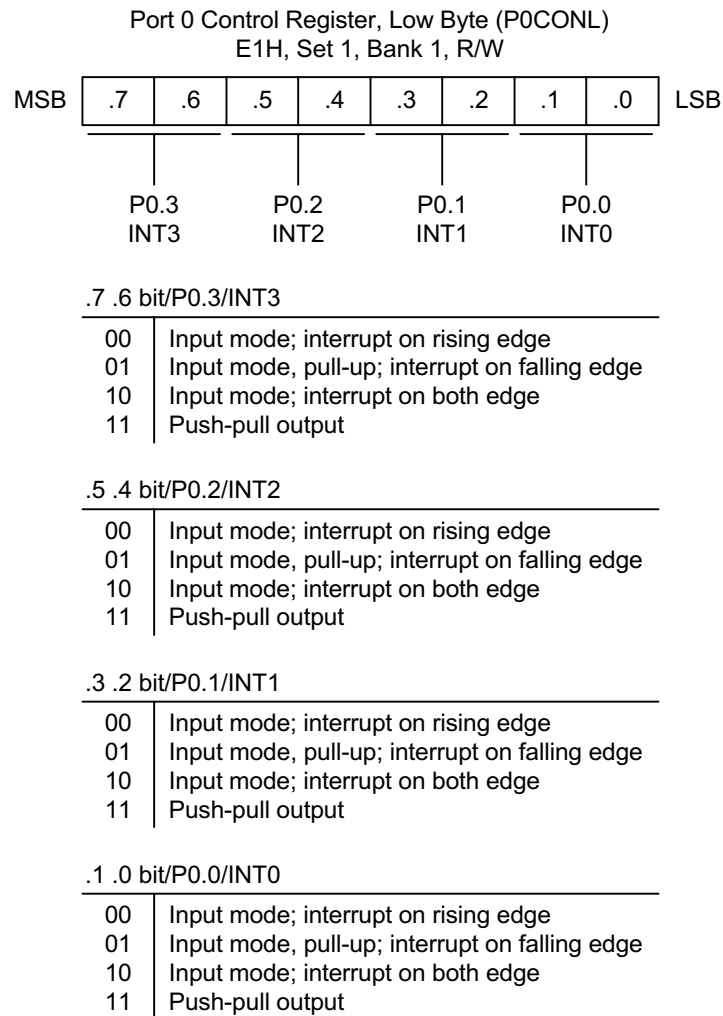 Port 0 Control Register, Low Byte (P0CONL)
E1H, Set 1, Bank 1, R/W
MSB .7 .6 .5 .4 .3 .2 .1 .0 LSB
P0.3 P0.2 P0.1 P0.0
INT3 INT2 INT1 INT0
.7 .6 bit/P0.3/INT3
00 Input mode; interrupt on rising edge
01 Input mode, pull-up; interrupt on falling edge
10 Input mode; interrupt on both edge
11 Push-pull output
.5 .4 bit/P0.2/INT2
00 Input mode; interrupt on rising edge
01 Input mode, pull-up; interrupt on falling edge
10 Input mode; interrupt on both edge
11 Push-pull output
.3 .2 bit/P0.1/INT1
00 Input mode; interrupt on rising edge
01 Input mode, pull-up; interrupt on falling edge
10 Input mode; interrupt on both edge
11 Push-pull output
.1 .0 bit/P0.0/INT0
00 Input mode; interrupt on rising edge
01 Input mode, pull-up; interrupt on falling edge
10 Input mode; interrupt on both edge
11 Push-pull output